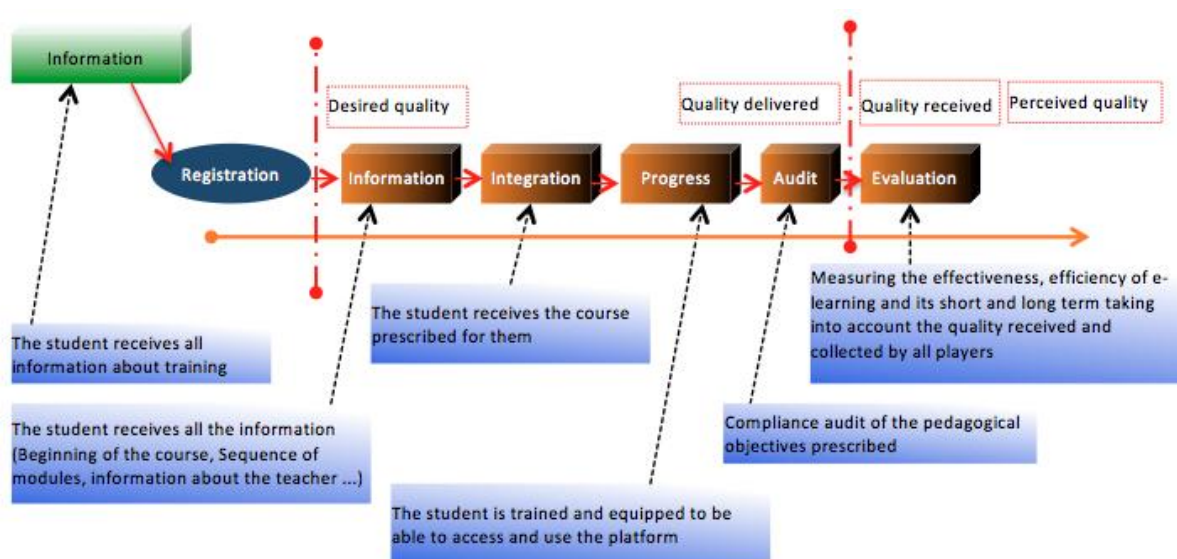 Information
Desired quality
Quality delivered
Quality received
Perceived quality
Registration
Information
Integration
Progress
Audit
Evaluation
Measuring the effectiveness, efficiency of e-
learning and its short and long term taking
into account the quality received and
collected by all players
The student receives the course
prescribed for them
The student receives all
information about training
Compliance audit of the pedagogical
objectives prescribed
The student receives all the information
(Beginning of the course, Sequence of
modules, information about the teacher ...)
The student is trained and equipped to be
able to access and use the platform